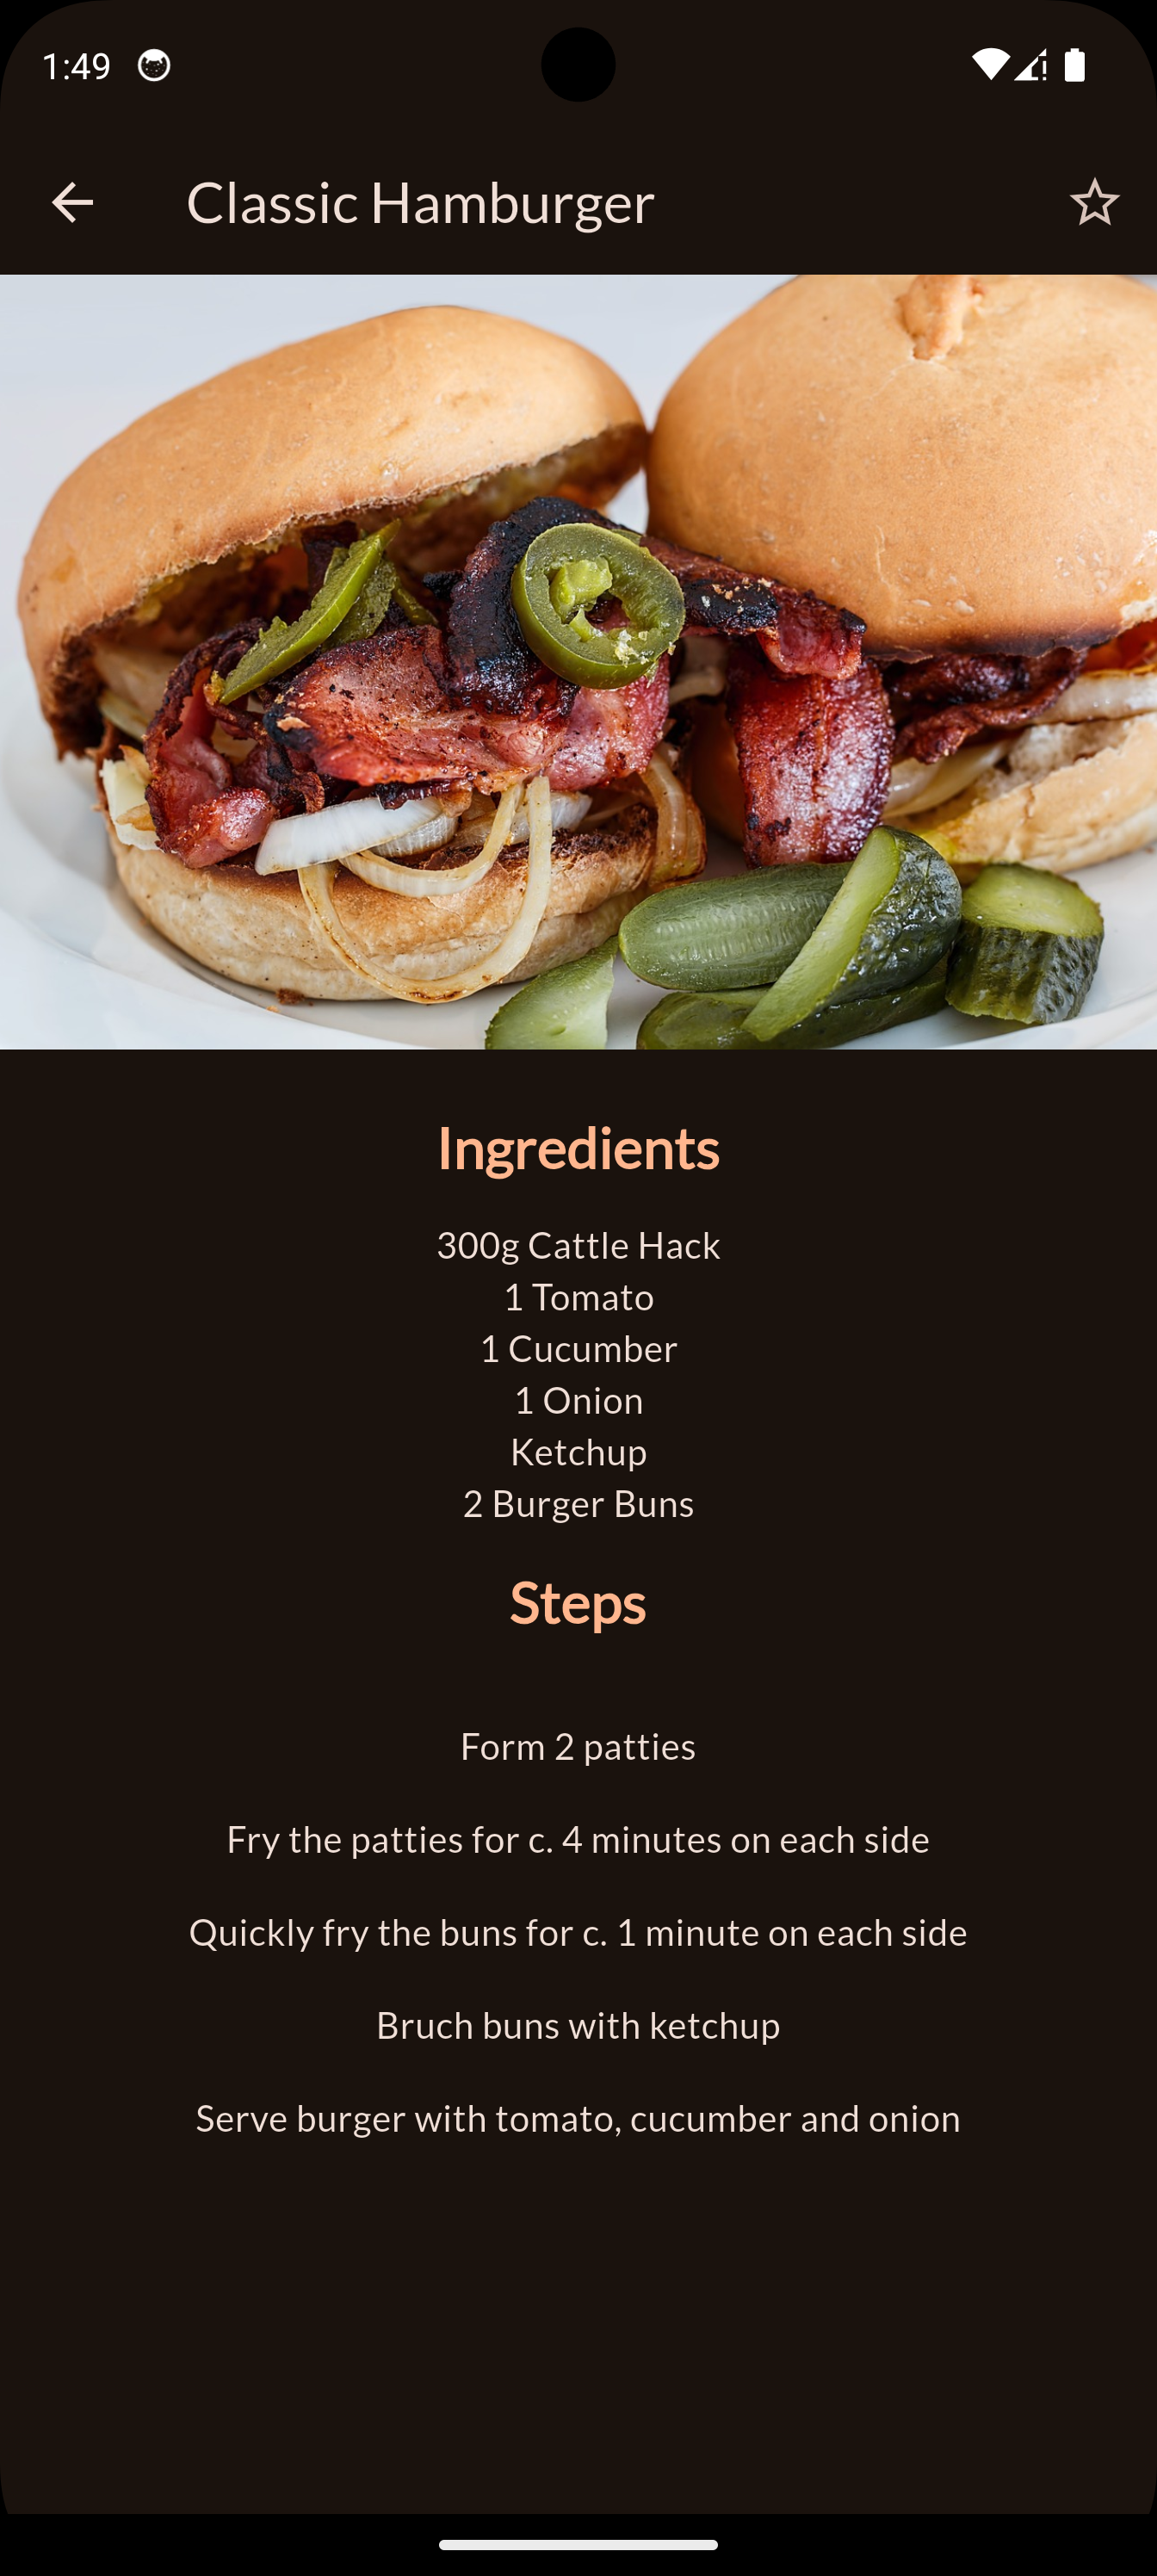 1:49
Classic Hamburger
Ingredients
300g Cattle Hack
1 Tomato
1 Cucumber
1 Onion
Ketchup
2 Burger Buns
Steps
Form 2 patties
Fry the patties for c. 4 minutes on each side
Quickly fry the buns for c. 1 minute on each side
Bruch buns with ketchup
Serve burger with tomato, cucumber and onion